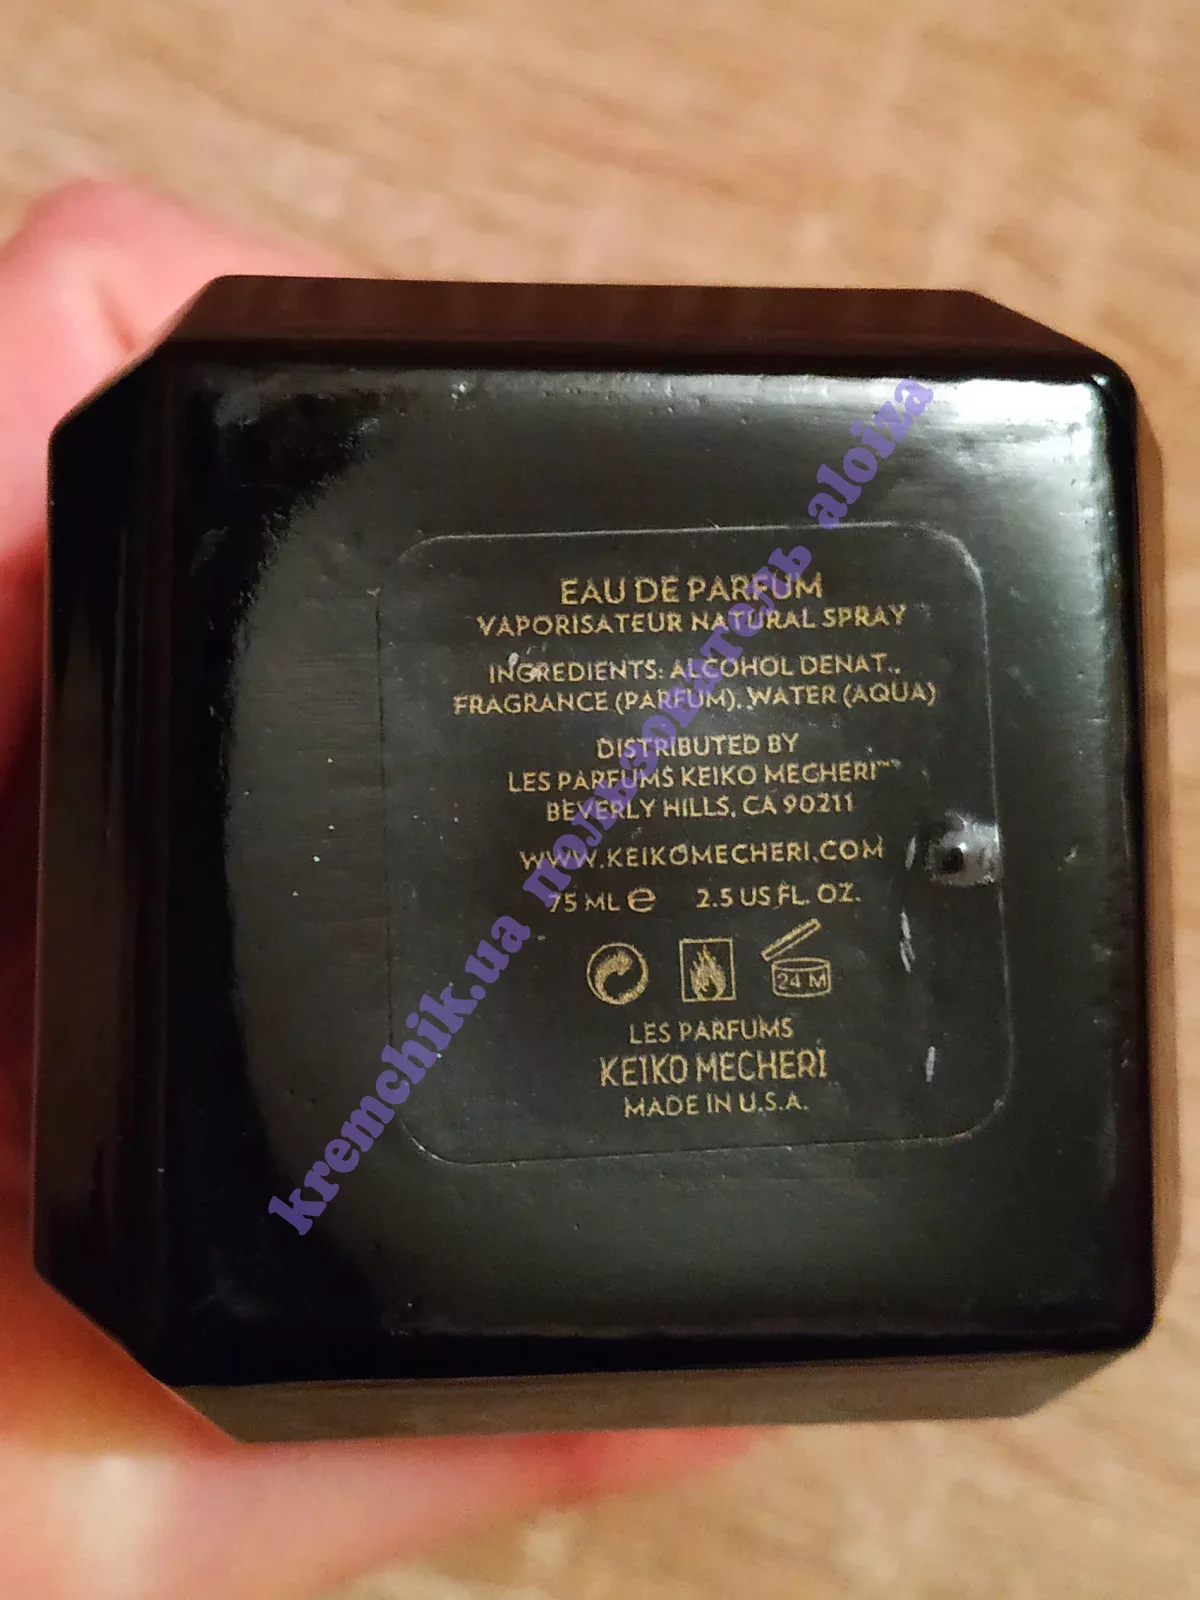 EAU DE PARFUM
VAPORISATEUR NATURAL SPRAY
INGREDIENTS: ALCOHOL DENAT.,
FRAGRANCE (PARFUM), WATER (AQUA)
DISTRIBUTED BY
LES PARFUMS KEIKO MECHERI™
BEVERLY HILLS, CA 90211
WWW.KEIKOMECHERI.COM
75 ML e 2.5 US FL. OZ.
24 M
LES PARFUMS
KEIKO MECHERI
MADE IN U.S.A.
kremchik.ua пользователь aloiza